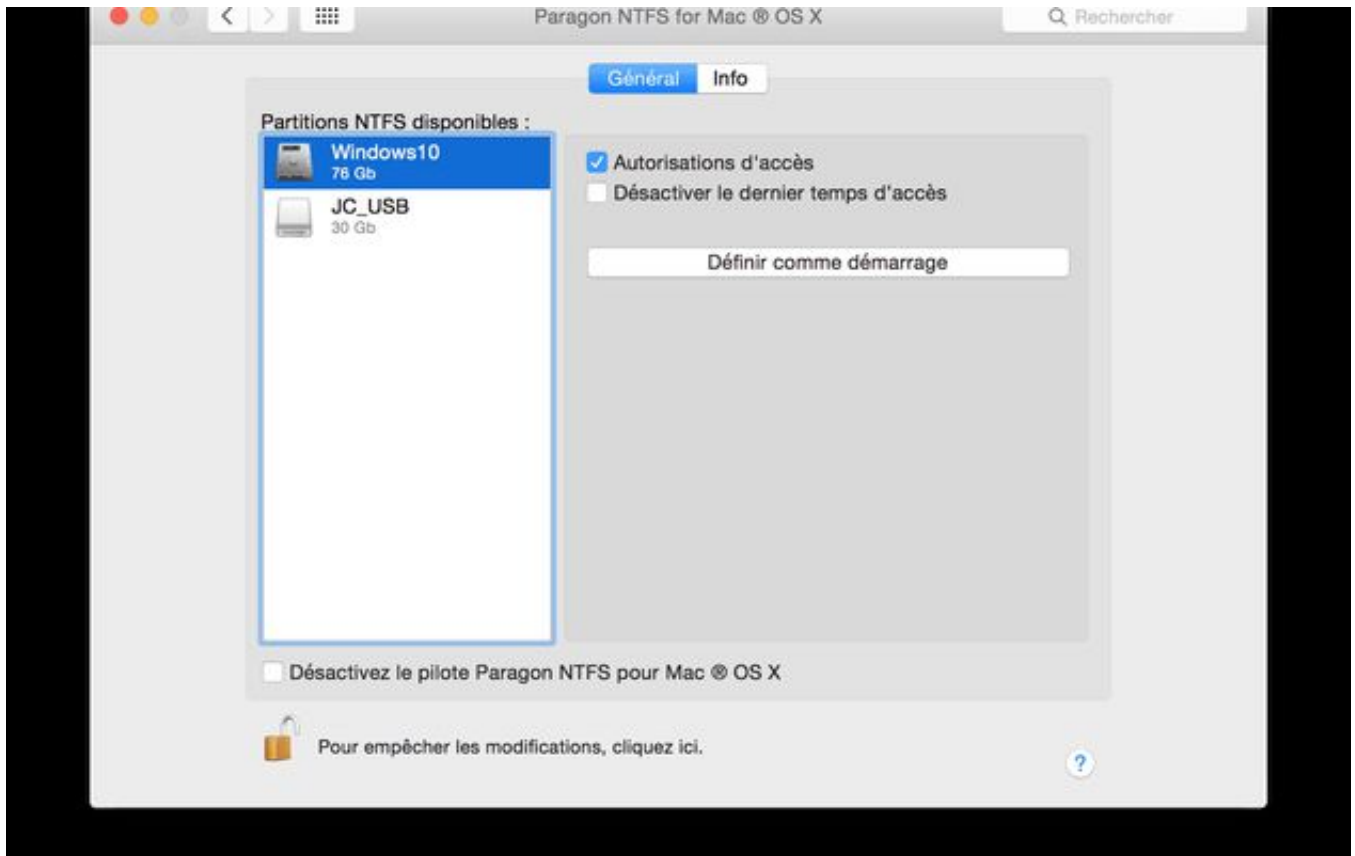 Paragon NTFS for Mac ® OS X
Rechercher
Général
Info
Partitions NTFS disponibles :
Windows10
76 Gb
JC_USB
30 Gb
Autorisations d'accès
Désactiver le dernier temps d'accès
Définir comme démarrage
Désactivez le pilote Paragon NTFS pour Mac ® OS X
Pour empêcher les modifications, cliquez ici.
?